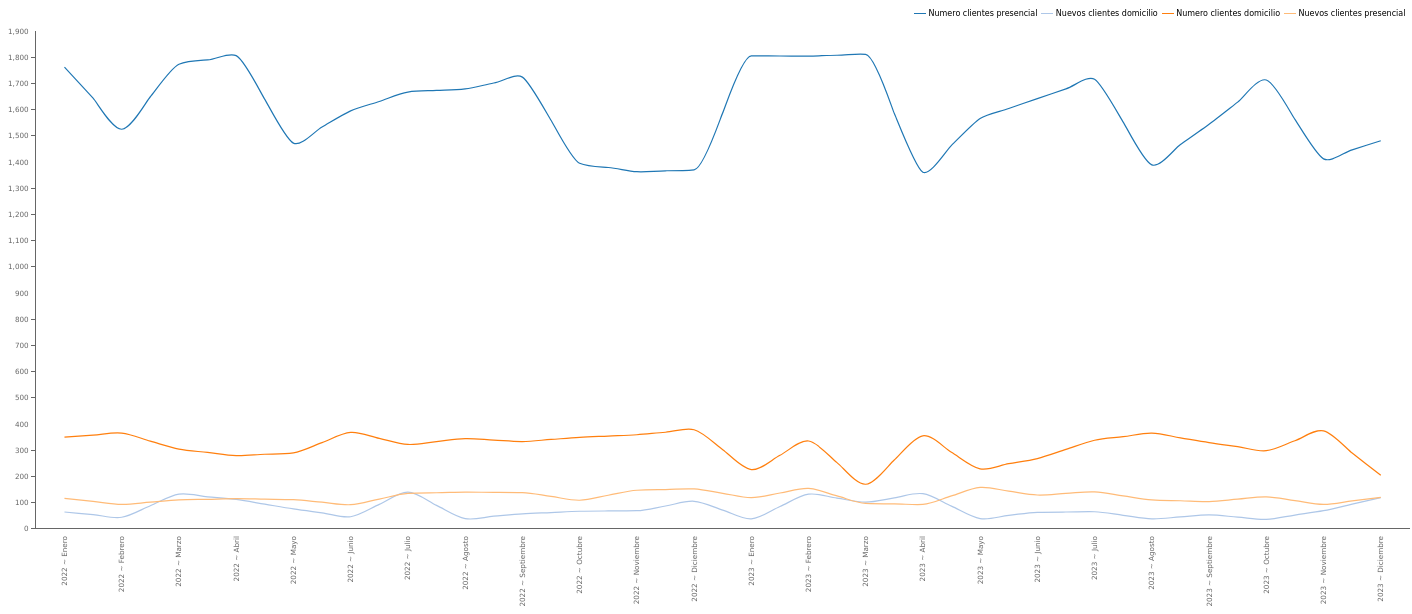 Numero clientes presencial Nuevos clientes domicilio Numero clientes domicilio Nuevos clientes presencial
1,900
1,800
1,700
1,600
1,500
1,400
1,300
1,200
1,100
1,000
900
800
700
600
500
400
300
200
100
0
2022 ~ Enero
2022 ~ Febrero
2022 ~ Marzo
2022 ~ Abril
2022 ~ Mayo
2022 ~ Junio
2022 ~ Julio
2022 ~ Agosto
2022 ~ Septiembre
2022 ~ Octubre
2022 ~ Noviembre
2022 ~ Diciembre
2023 ~ Enero
2023 ~ Febrero
2023 ~ Marzo
2023 ~ Abril
2023 ~ Mayo
2023 ~ Junio
2023 ~ Julio
2023 ~ Agosto
2023 ~ Septiembre
2023 ~ Octubre
2023 ~ Noviembre
2023 ~ Diciembre